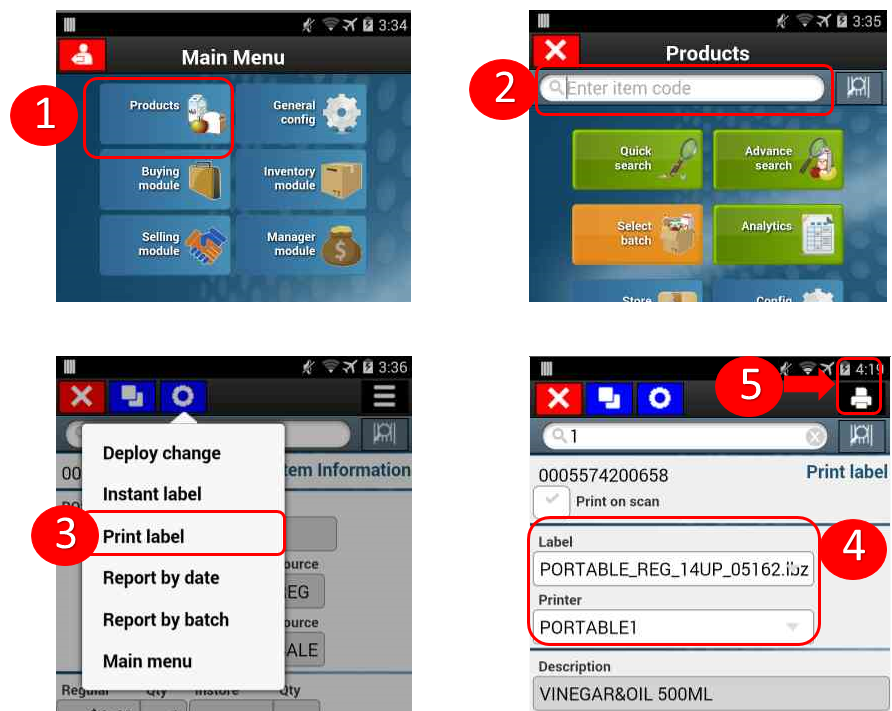 3:34
Main Menu
1
Products
General
config
Buying
module
Inventory
module
Selling
module
Manager
module
3:35
Products
2
Enter item code
Quick
search
Advance
search
Select
batch
Analytics
Store
Config
3:36
00
tem Information
Deploy change
Instant label
3
Print label
Report by date
Report by batch
Main menu
ource
EG
ource
ALE
Regular
Qty
Instore
Qty
4:19
5
1
0005574200658
Print label
Print on scan
4
Label
PORTABLE_REG_14UP_05162.lbz
Printer
PORTABLE1
Description
VINEGAR&OIL 500ML